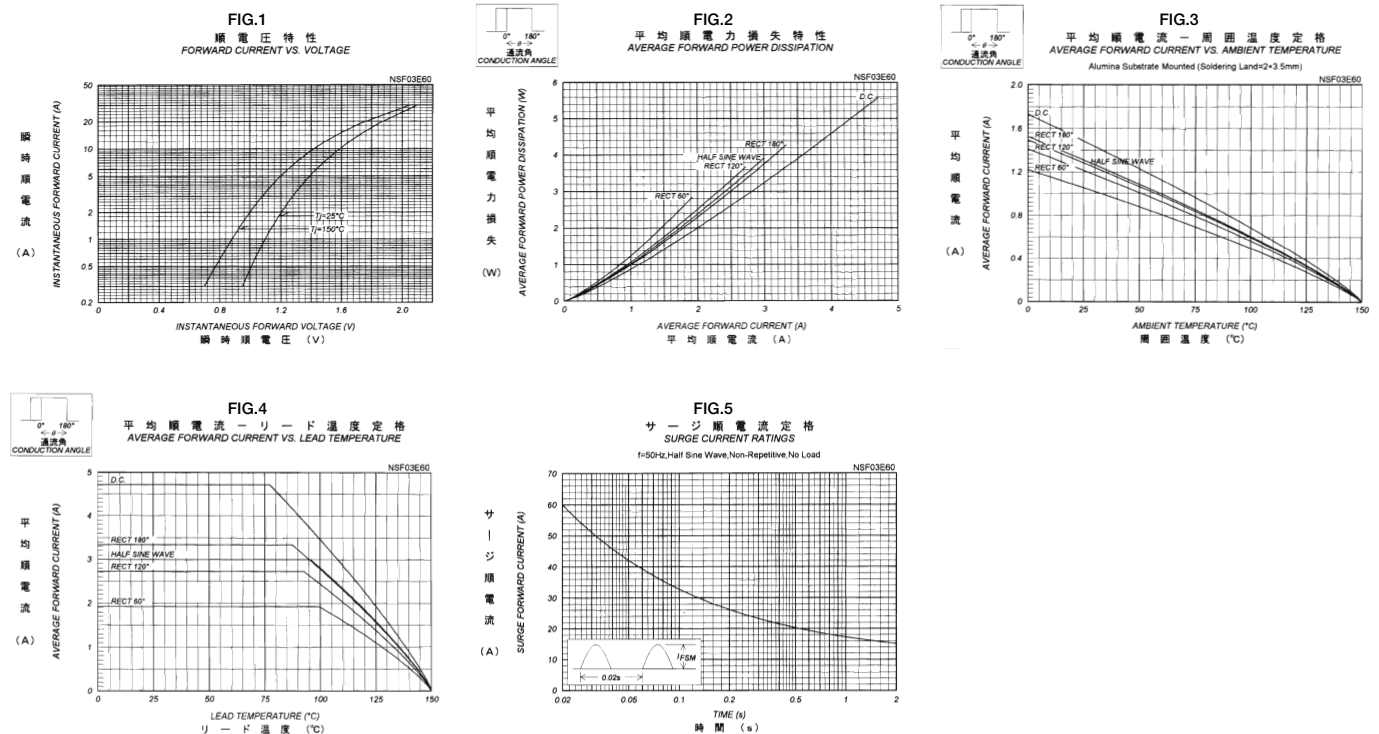 FIG.1
順電圧特性
FORWARD CURRENT VS. VOLTAGE
NSF03E60
瞬時順電流 (A)
INSTANTANEOUS FORWARD CURRENT (A)
50
20
10
5
2
1
0.5
0.2
Tj=25°C
Tj=150°C
0 0.4 0.8 1.2 1.6 2.0
INSTANTANEOUS FORWARD VOLTAGE (V)
瞬時順電圧 (V)
0° 180°
θ
通流角
CONDUCTION ANGLE
FIG.2
平均順電力損失特性
AVERAGE FORWARD POWER DISSIPATION
NSF03E60
平均順電力損失 (W)
AVERAGE FORWARD POWER DISSIPATION (W)
6
5
4
3
2
1
0
D.C.
RECT 180°
HALF SINE WAVE
RECT 120°
RECT 60°
0 1 2 3 4 5
AVERAGE FORWARD CURRENT (A)
平均順電流 (A)
0° 180°
θ
通流角
CONDUCTION ANGLE
FIG.3
平均順電流－周囲温度定格
AVERAGE FORWARD CURRENT VS. AMBIENT TEMPERATURE
Alumina Substrate Mounted (Soldering Land=2×3.5mm)
NSF03E60
平均順電流 (A)
AVERAGE FORWARD CURRENT (A)
2.0
1.6
1.2
0.8
0.4
0
D.C.
RECT 180°
RECT 120°
HALF SINE WAVE
RECT 60°
0 25 50 75 100 125 150
AMBIENT TEMPERATURE (°C)
周囲温度 (℃)
0° 180°
θ
通流角
CONDUCTION ANGLE
FIG.4
平均順電流－リード温度定格
AVERAGE FORWARD CURRENT VS. LEAD TEMPERATURE
NSF03E60
平均順電流 (A)
AVERAGE FORWARD CURRENT (A)
5
4
3
2
1
0
D.C.
RECT 180°
HALF SINE WAVE
RECT 120°
RECT 60°
0 25 50 75 100 125 150
LEAD TEMPERATURE (°C)
リード温度 (℃)
FIG.5
サージ順電流定格
SURGE CURRENT RATINGS
f=50Hz,Half Sine Wave,Non-Repetitive,No Load
NSF03E60
サージ順電流 (A)
SURGE FORWARD CURRENT (A)
70
60
50
40
30
20
10
0
IFSM
0.02s
0.02 0.05 0.1 0.2 0.5 1 2
TIME (s)
時間 (s)